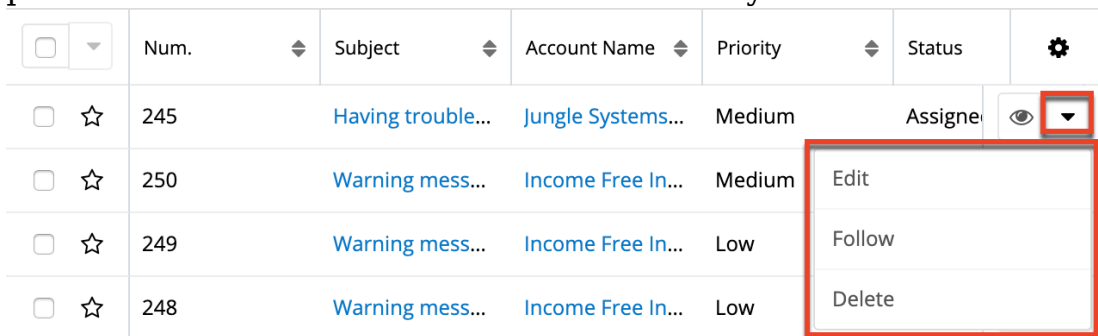 Num. Subject Account Name Priority Status
245 Having trouble... Jungle Systems... Medium Assigne
250 Warning mess... Income Free In... Medium Edit
249 Warning mess... Income Free In... Low Follow
248 Warning mess... Income Free In... Low Delete